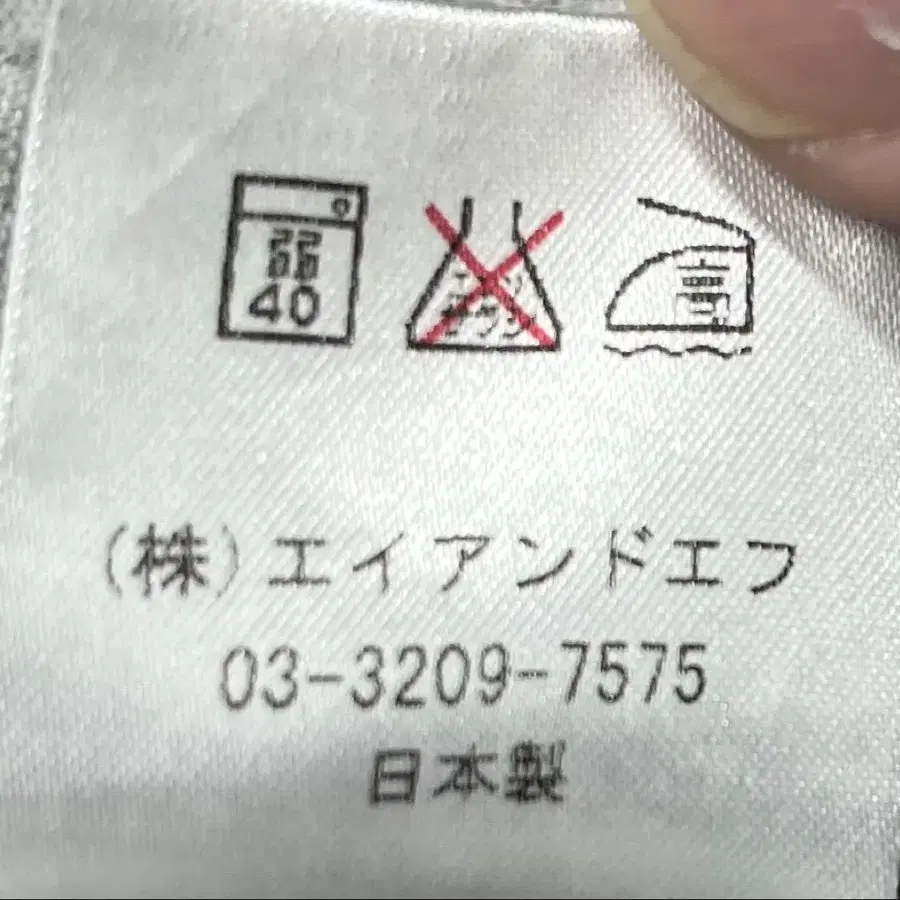 弱
40
エンソ
サラシ
高
(株)エイアンドエフ
03-3209-7575
日本製